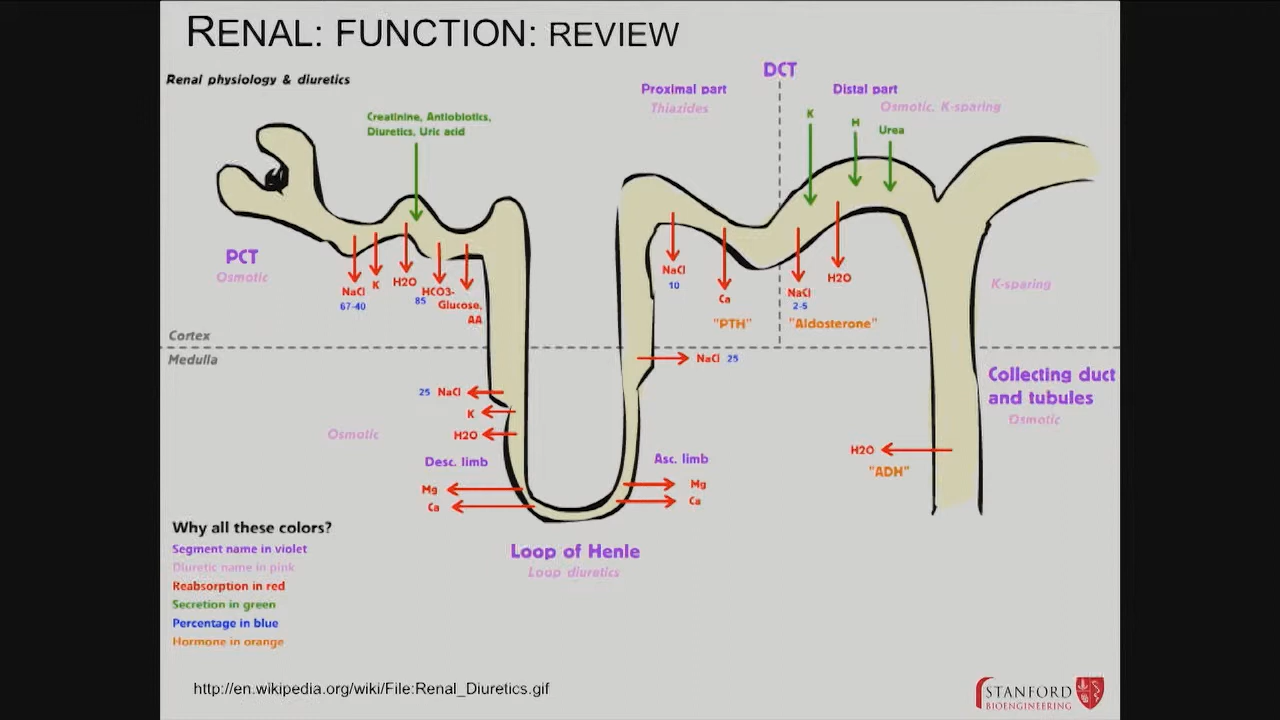 RENAL: FUNCTION: REVIEW
Renal physiology & diuretics
DCT
Proximal part
Thiazides
Distal part
Osmotic, K-sparing
Creatinine, Antiobiotics,
Diuretics, Uric acid
K
H
Urea
PCT
Osmotic
NaCl
67-40
K
H2O
85
HCO3-
Glucose,
AA
NaCl
10
Ca
"PTH"
NaCl
2-5
H2O
"Aldosterone"
K-sparing
Cortex
Medulla
NaCl 25
25 NaCl
K
H2O
Osmotic
Desc. limb
Asc. limb
Mg
Ca
Mg
Ca
Collecting duct
and tubules
Osmotic
H2O
"ADH"
Loop of Henle
Loop diuretics
Why all these colors?
Segment name in violet
Diuretic name in pink
Reabsorption in red
Secretion in green
Percentage in blue
Hormone in orange
http://en.wikipedia.org/wiki/File:Renal_Diuretics.gif
STANFORD
BIOENGINEERING